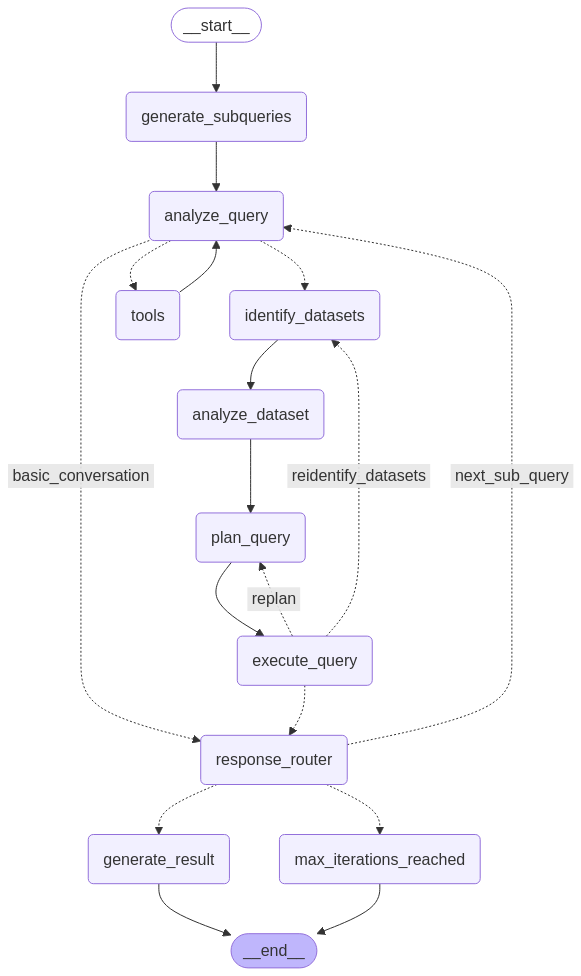 __start__
generate_subqueries
analyze_query
tools
identify_datasets
analyze_dataset
basic_conversation
reidentify_datasets
next_sub_query
plan_query
replan
execute_query
response_router
generate_result
max_iterations_reached
__end__